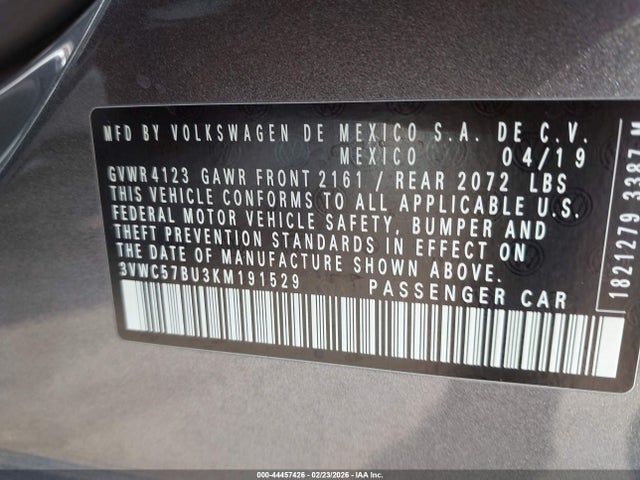 MFD BY VOLKSWAGEN DE MEXICO S.A. DE C.V.
MEXICO 04/19
GVWR 4123 GAWR FRONT 2161 / REAR 2072 LBS
THIS VEHICLE CONFORMS TO ALL APPLICABLE U.S.
FEDERAL MOTOR VEHICLE SAFETY, BUMPER AND
THEFT PREVENTION STANDARDS IN EFFECT ON
THE DATE OF MANUFACTURE SHOWN ABOVE.
3VWC57BU3KM191529 PASSENGER CAR
1821279 3387 M
000-44457426 - 02/23/2026 - IAA Inc.